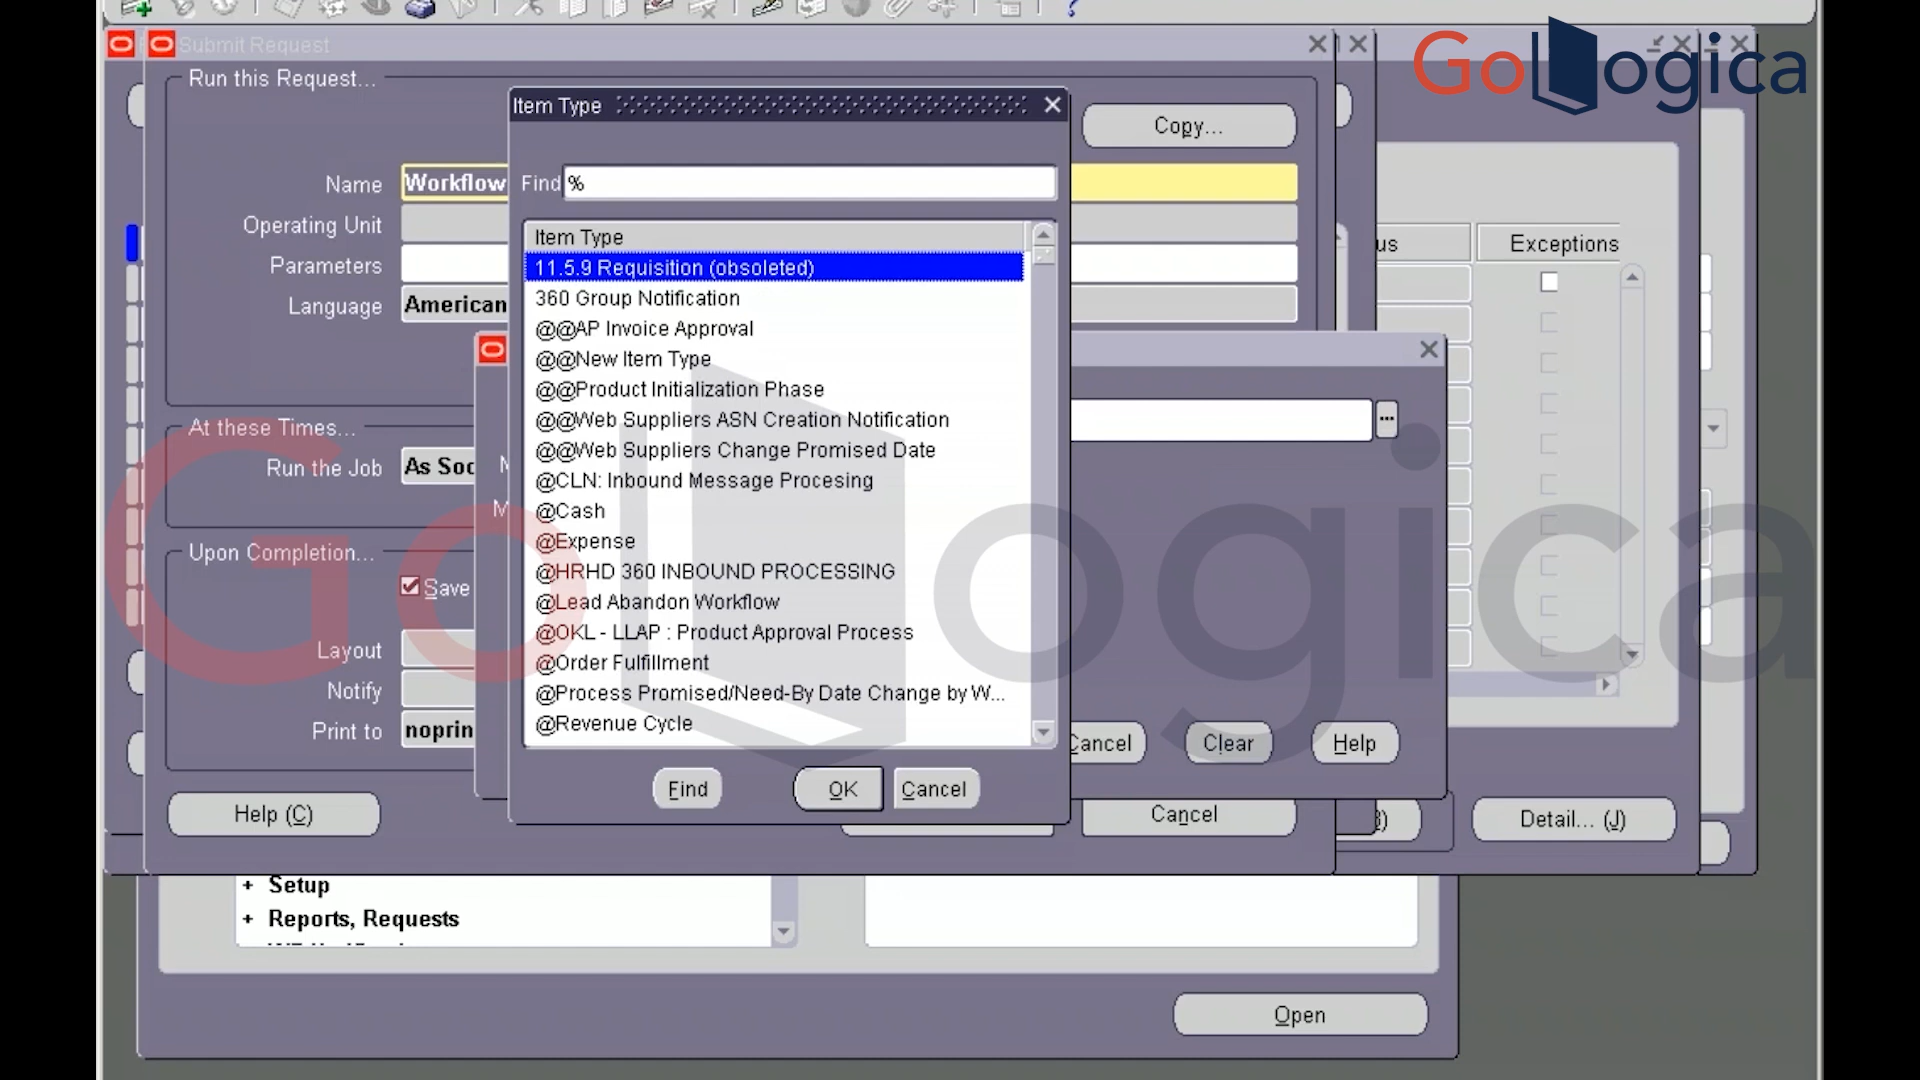 Submit Request
GoLogica
Run this Request...
Item Type
Copy...
Name
Workflow
Find
%
Operating Unit
Item Type
us
Exceptions
Parameters
11.5.9 Requisition (obsoleted)
Language
American
360 Group Notification
@@AP Invoice Approval
@@New Item Type
@@Product Initialization Phase
@@Web Suppliers ASN Creation Notification
At these Times...
@@Web Suppliers Change Promised Date
Run the Job
As Soo
@CLN: Inbound Message Procesing
@Cash
@Expense
Upon Completion...
@HRHD 360 INBOUND PROCESSING
Save
@Lead Abandon Workflow
@OKL - LLAP : Product Approval Process
Layout
@Order Fulfillment
Notify
@Process Promised/Need-By Date Change by W...
Print to
noprin
@Revenue Cycle
GoLogica
Cancel
Clear
Help
Find
OK
Cancel
Help (C)
Cancel
B)
Detail... (J)
+ Setup
+ Reports, Requests
Open